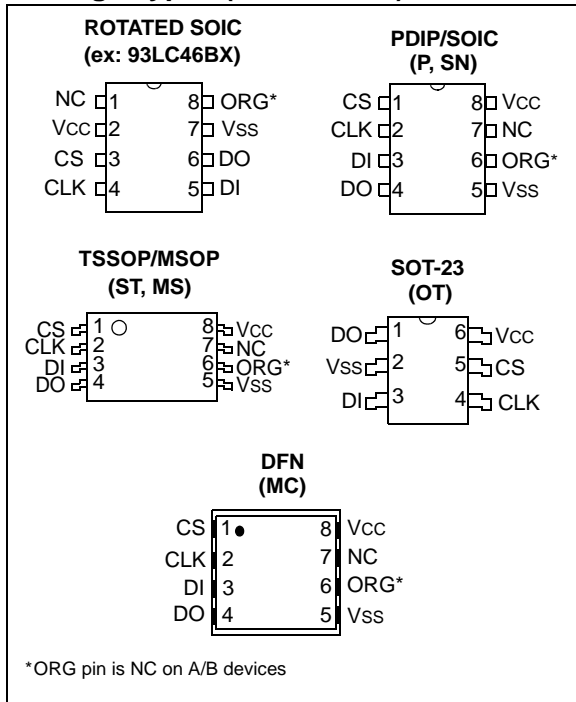 ROTATED SOIC
(ex: 93LC46BX)
NC 1 8 ORG*
VCC 2 7 VSS
CS 3 6 DO
CLK 4 5 DI
PDIP/SOIC
(P, SN)
CS 1 8 VCC
CLK 2 7 NC
DI 3 6 ORG*
DO 4 5 VSS
TSSOP/MSOP
(ST, MS)
CS 1 8 VCC
CLK 2 7 NC
DI 3 6 ORG*
DO 4 5 VSS
SOT-23
(OT)
DO 1 6 VCC
VSS 2 5 CS
DI 3 4 CLK
DFN
(MC)
CS 1 8 VCC
CLK 2 7 NC
DI 3 6 ORG*
DO 4 5 VSS
*ORG pin is NC on A/B devices